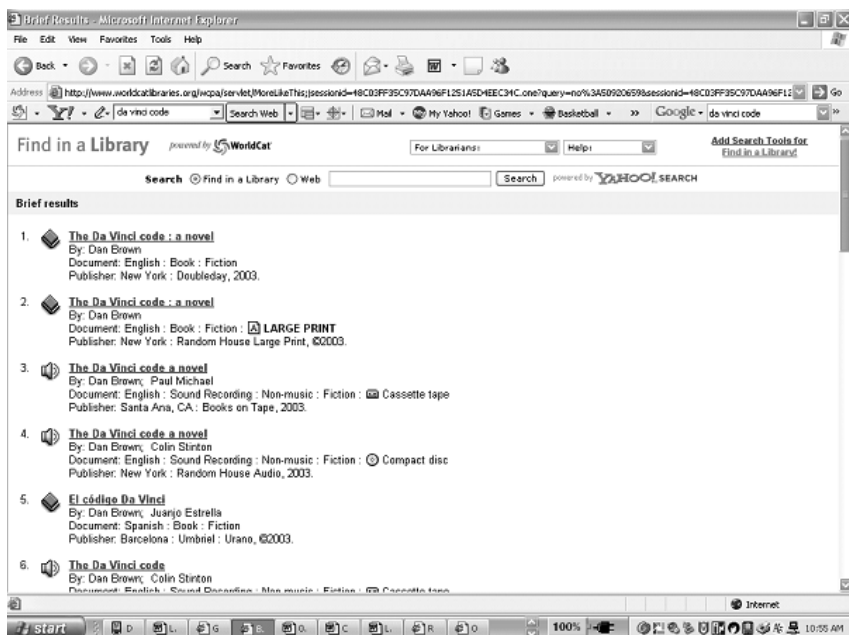 Brief Results - Microsoft Internet Explorer
File Edit View Favorites Tools Help
Back Search Favorites
Address http://www.worldcatlibraries.org/wcpa/servlet/MoreLikeThis;jsessionid=48C03FF35C97DAA96F1251A5D4EEC34C.one?query=no%3A50920659&sessionid=48C03FF35C97DAA96F12 Go
Y! da vinci code Search Web Mail My Yahoo! Games Basketball » Google da vinci code »
Find in a Library powered by WorldCat For Librarians: Help: Add Search Tools for
Find in a Library!
Search Find in a Library Web Search powered by YAHOO! SEARCH
Brief results
1. The Da Vinci code : a novel
By: Dan Brown
Document: English : Book : Fiction
Publisher: New York : Doubleday, 2003.
2. The Da Vinci code : a novel
By: Dan Brown
Document: English : Book : Fiction : A LARGE PRINT
Publisher: New York : Random House Large Print, ©2003.
3. The Da Vinci code a novel
By: Dan Brown; Paul Michael
Document: English : Sound Recording : Non-music : Fiction : Cassette tape
Publisher: Santa Ana, CA : Books on Tape, 2003.
4. The Da Vinci code a novel
By: Dan Brown; Colin Stinton
Document: English : Sound Recording : Non-music : Fiction : Compact disc
Publisher: New York : Random House Audio, 2003.
5. El código Da Vinci
By: Dan Brown; Juanjo Estrella
Document: Spanish : Book : Fiction
Publisher: Barcelona : Umbriel : Urano, ©2003.
6. The Da Vinci code
By: Dan Brown; Colin Stinton
Document: English : Sound Recording : Non-music : Fiction : Cassette tape
Internet
start D L. G B. O. C L. R O 100% 10:55 AM